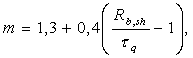 m = 1,3 + 0,4 ( R_{b,sh} / τ_q − 1 ),